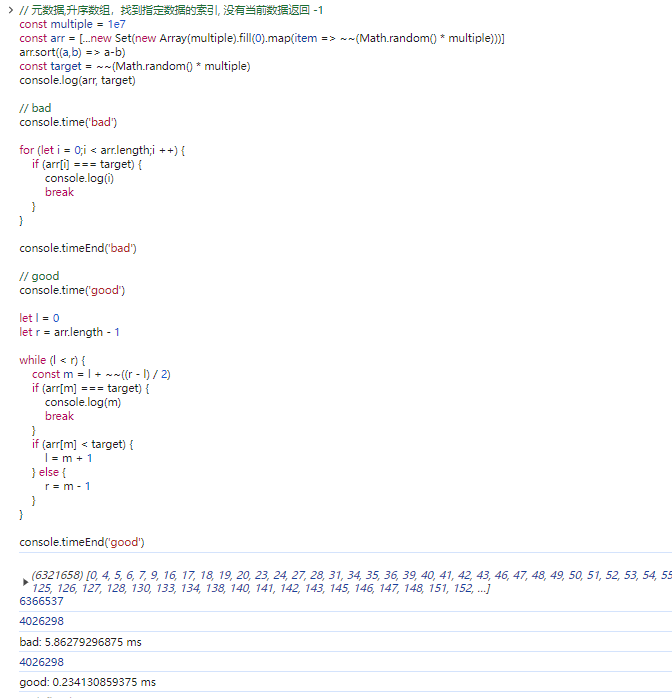 // 元数据,升序数组，找到指定数据的索引, 没有当前数据返回 -1
const multiple = 1e7
const arr = [...new Set(new Array(multiple).fill(0).map(item => ~~(Math.random() * multiple)))]
arr.sort((a,b) => a-b)
const target = ~~(Math.random() * multiple)
console.log(arr, target)
// bad
console.time('bad')
for (let i = 0;i < arr.length;i ++) {
if (arr[i] === target) {
console.log(i)
break
}
}
console.timeEnd('bad')
// good
console.time('good')
let l = 0
let r = arr.length - 1
while (l < r) {
const m = l + ~~((r - l) / 2)
if (arr[m] === target) {
console.log(m)
break
}
if (arr[m] < target) {
l = m + 1
} else {
r = m - 1
}
}
console.timeEnd('good')
(6321658) [0, 4, 5, 6, 7, 9, 16, 17, 18, 19, 20, 23, 24, 27, 28, 31, 34, 35, 36, 39, 40, 41, 42, 43, 46, 47, 48, 49, 50, 51, 52, 53, 54, 55
125, 126, 127, 128, 130, 133, 134, 138, 140, 141, 142, 143, 145, 146, 147, 148, 151, 152, …]
6366537
4026298
bad: 5.86279296875 ms
4026298
good: 0.234130859375 ms